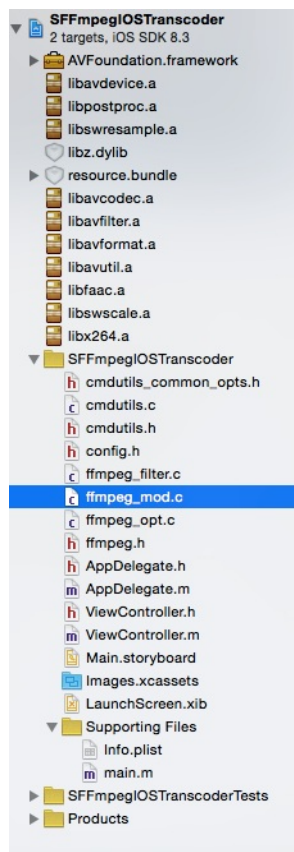 SFFmpegIOSTranscoder
2 targets, iOS SDK 8.3
AVFoundation.framework
libavdevice.a
libpostproc.a
libswresample.a
libz.dylib
resource.bundle
libavcodec.a
libavfilter.a
libavformat.a
libavutil.a
libfaac.a
libswscale.a
libx264.a
SFFmpegIOSTranscoder
h cmdutils_common_opts.h
c cmdutils.c
h cmdutils.h
h config.h
c ffmpeg_filter.c
c ffmpeg_mod.c
c ffmpeg_opt.c
h ffmpeg.h
h AppDelegate.h
m AppDelegate.m
h ViewController.h
m ViewController.m
Main.storyboard
Images.xcassets
LaunchScreen.xib
Supporting Files
Info.plist
m main.m
SFFmpegIOSTranscoderTests
Products